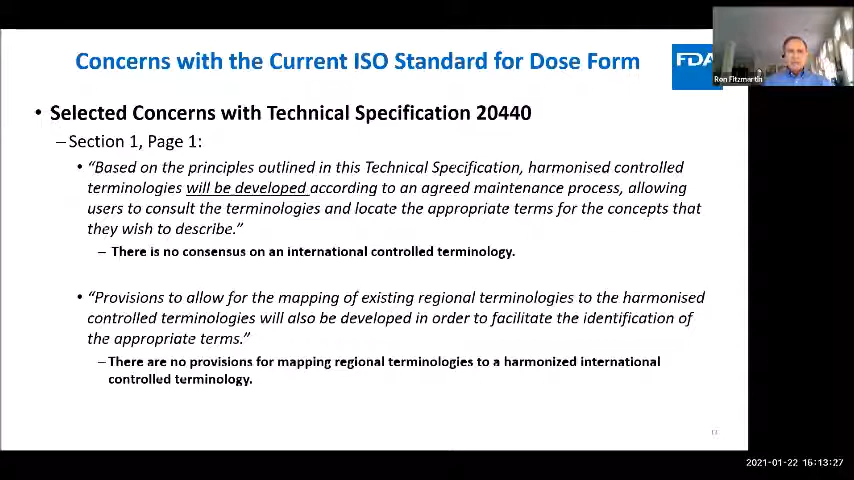 Concerns with the Current ISO Standard for Dose Form
FDA
Ron Fitzmartin
• Selected Concerns with Technical Specification 20440
–Section 1, Page 1:
• “Based on the principles outlined in this Technical Specification, harmonised controlled
terminologies will be developed according to an agreed maintenance process, allowing
users to consult the terminologies and locate the appropriate terms for the concepts that
they wish to describe.”
– There is no consensus on an international controlled terminology.
• “Provisions to allow for the mapping of existing regional terminologies to the harmonised
controlled terminologies will also be developed in order to facilitate the identification of
the appropriate terms.”
–There are no provisions for mapping regional terminologies to a harmonized international
controlled terminology.
2021-01-22 16:13:27